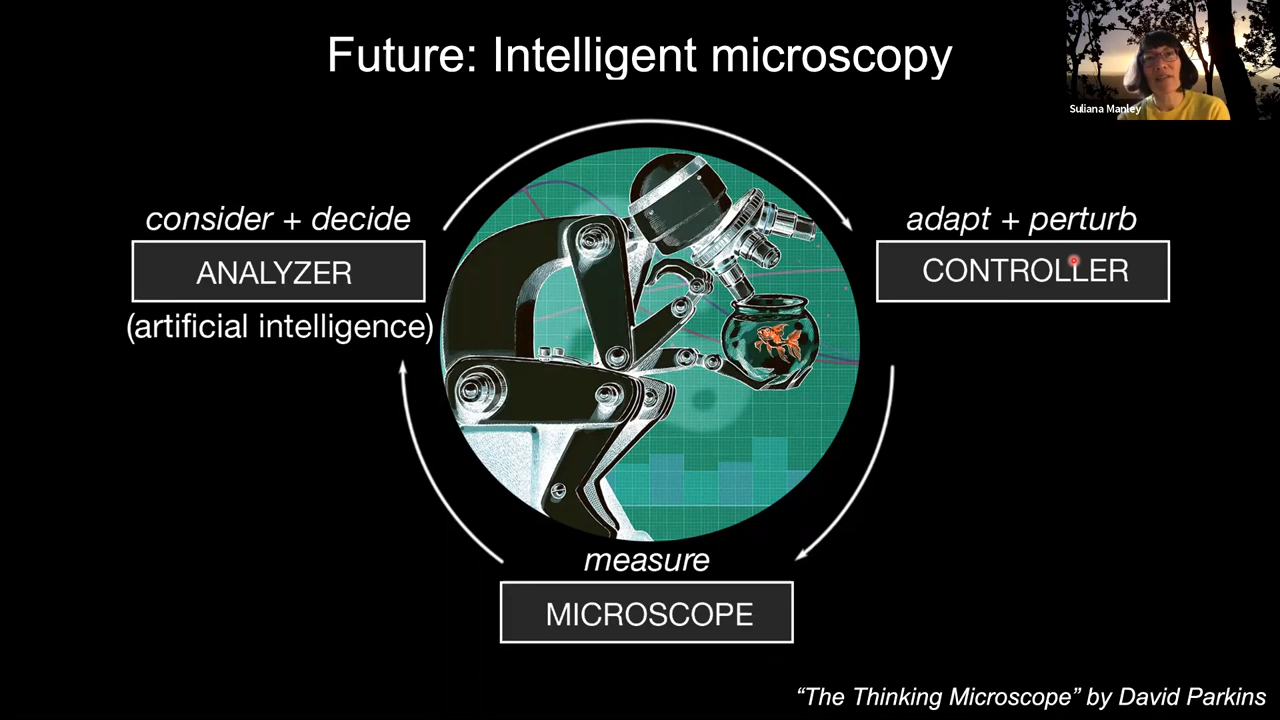 Future: Intelligent microscopy
Suliana Manley
consider + decide
ANALYZER
(artificial intelligence)
adapt + perturb
CONTROLLER
measure
MICROSCOPE
“The Thinking Microscope” by David Parkins